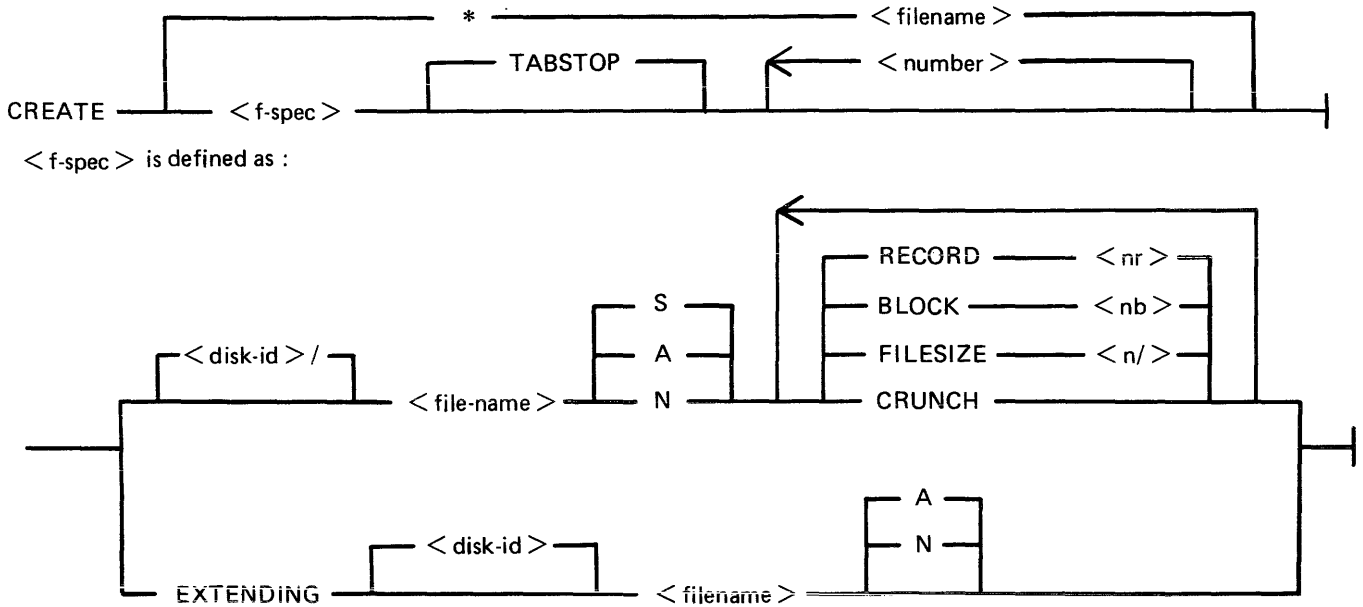 * <filename>
TABSTOP <number>
CREATE <f-spec>
<f-spec> is defined as :
RECORD <nr>
S BLOCK <nb>
<disk-id>/ A FILESIZE <n/>
<file-name> N CRUNCH
A
<disk-id> N
EXTENDING <filename>